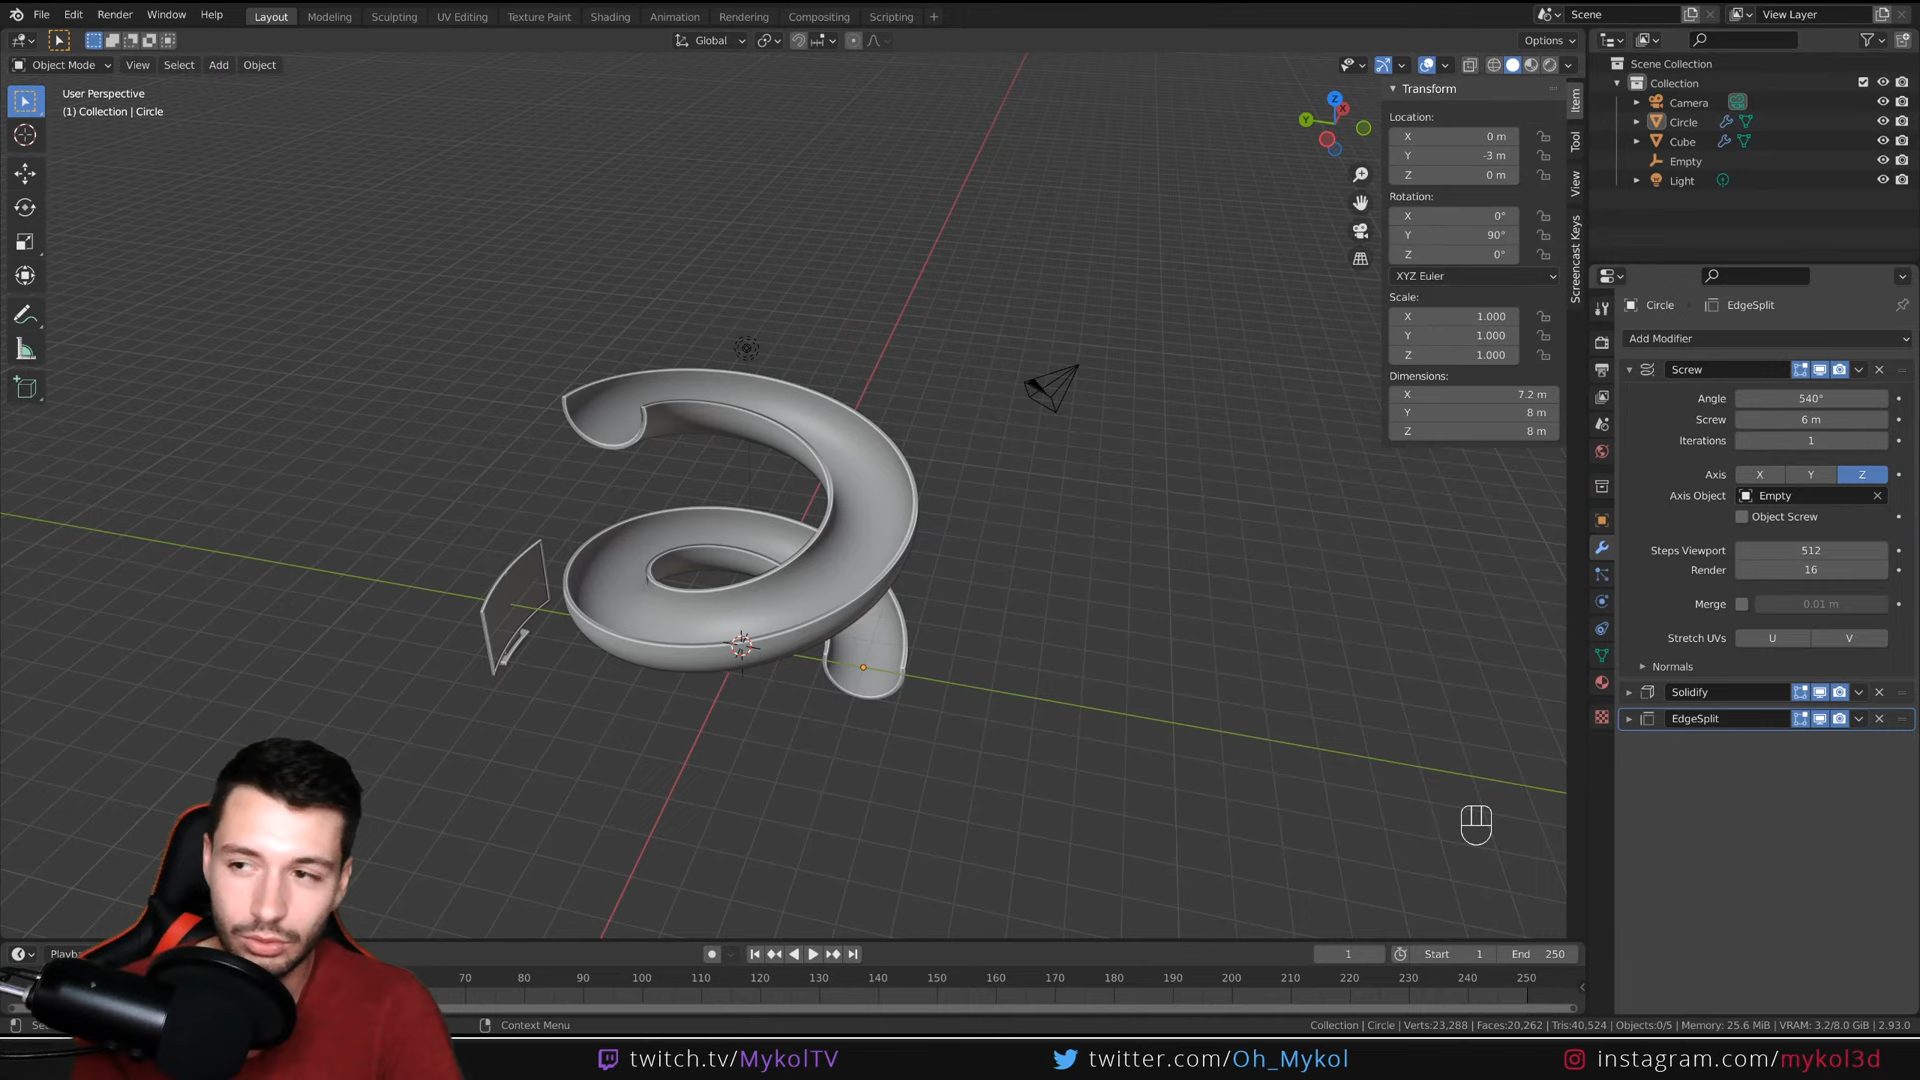 File Edit Render Window Help Layout Modeling Sculpting UV Editing Texture Paint Shading Animation Rendering Compositing Scripting + Scene View Layer
Global Options
Object Mode View Select Add Object
User Perspective
(1) Collection | Circle
X
Y
Z
Transform
Location:
X 0 m
Y -3 m
Z 0 m
Rotation:
X 0°
Y 90°
Z 0°
XYZ Euler
Scale:
X 1.000
Y 1.000
Z 1.000
Dimensions:
X 7.2 m
Y 8 m
Z 8 m
Item
Tool
View
Screencast Keys
Scene Collection
Collection
Camera
Circle
Cube
Empty
Light
Circle EdgeSplit
Add Modifier
Screw
Angle 540°
Screw 6 m
Iterations 1
Axis X Y Z
Axis Object Empty
Object Screw
Steps Viewport 512
Render 16
Merge 0.01 m
Stretch UVs U V
Normals
Solidify
EdgeSplit
1 Start 1 End 250
70 80 90 100 110 120 130 140 150 160 170 180 190 200 210 220 230 240 250
Context Menu
Collection | Circle | Verts:23,288 | Faces:20,262 | Tris:40,524 | Objects:0/5 | Memory: 25.6 MiB | VRAM: 3.2/8.0 GiB | 2.93.0
twitch.tv/MykolTV twitter.com/Oh_Mykol instagram.com/mykol3d